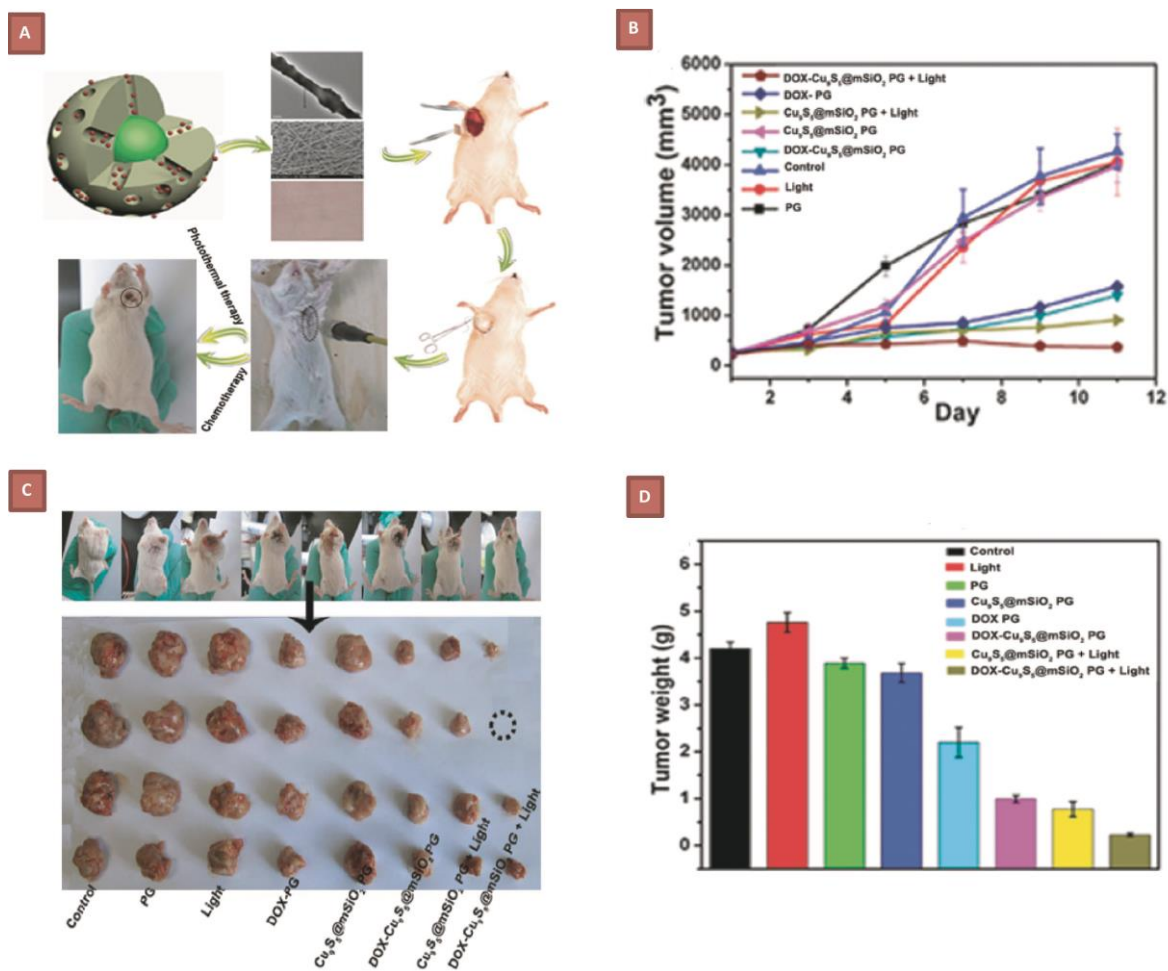 A
Photothermal therapy
Chemotherapy
B
Tumor volume (mm³)
6000
5000
4000
3000
2000
1000
0
DOX-Cu₉S₅@mSiO₂ PG + Light
DOX- PG
Cu₉S₅@mSiO₂ PG + Light
Cu₉S₅@mSiO₂ PG
DOX-Cu₉S₅@mSiO₂ PG
Control
Light
PG
2 4 6 8 10 12
Day
C
Control
PG
Light
DOX-PG
Cu₉S₅@mSiO₂ PG
DOX-Cu₉S₅@mSiO₂ PG
Cu₉S₅@mSiO₂ PG + Light
DOX-Cu₉S₅@mSiO₂ PG + Light
D
Tumor weight (g)
6
5
4
3
2
1
0
Control
Light
PG
Cu₉S₅@mSiO₂ PG
DOX PG
DOX-Cu₉S₅@mSiO₂ PG
Cu₉S₅@mSiO₂ PG + Light
DOX-Cu₉S₅@mSiO₂ PG + Light